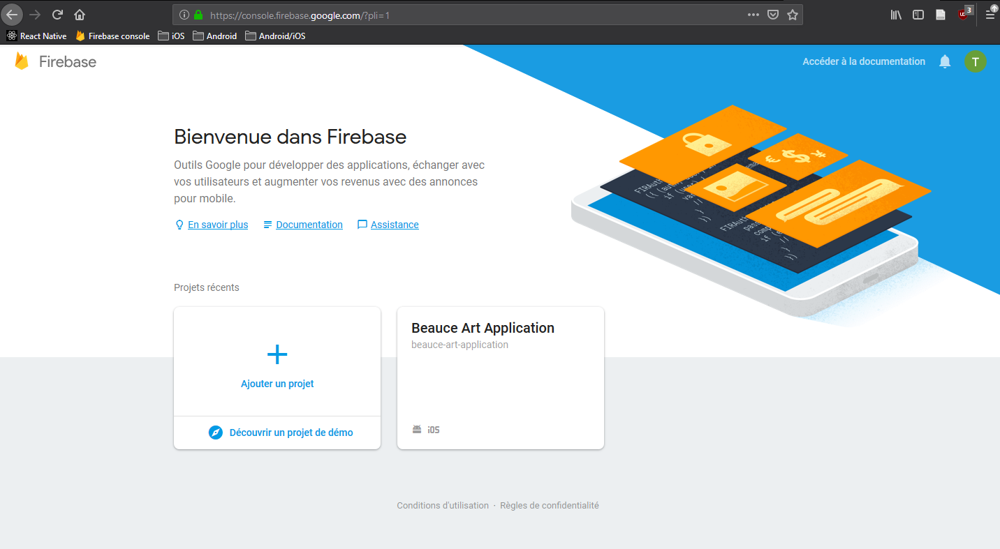 https://console.firebase.google.com/?pli=1
3
React Native Firebase console iOS Android Android/iOS
Firebase
Accéder à la documentation
T
Bienvenue dans Firebase
Outils Google pour développer des applications, échanger avec
vos utilisateurs et augmenter vos revenus avec des annonces
pour mobile.
En savoir plus Documentation Assistance
Projets récents
Ajouter un projet
Découvrir un projet de démo
Beauce Art Application
beauce-art-application
iOS
Conditions d'utilisation · Règles de confidentialité